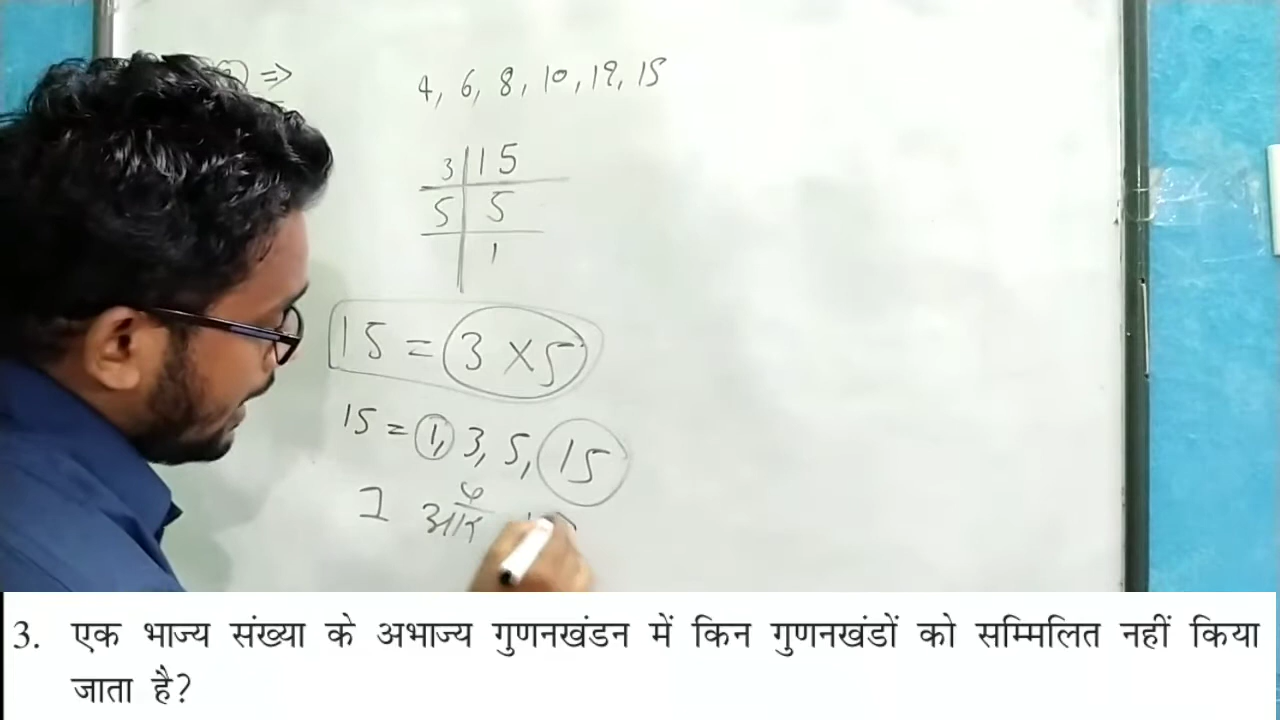 ⇒ 4, 6, 8, 10, 12, 15
3 | 15
5 | 5
1
15 = 3 × 5
15 = 1, 3, 5, 15
1 और
3. एक भाज्य संख्या के अभाज्य गुणनखंडन में किन गुणनखंडों को सम्मिलित नहीं किया
जाता है?